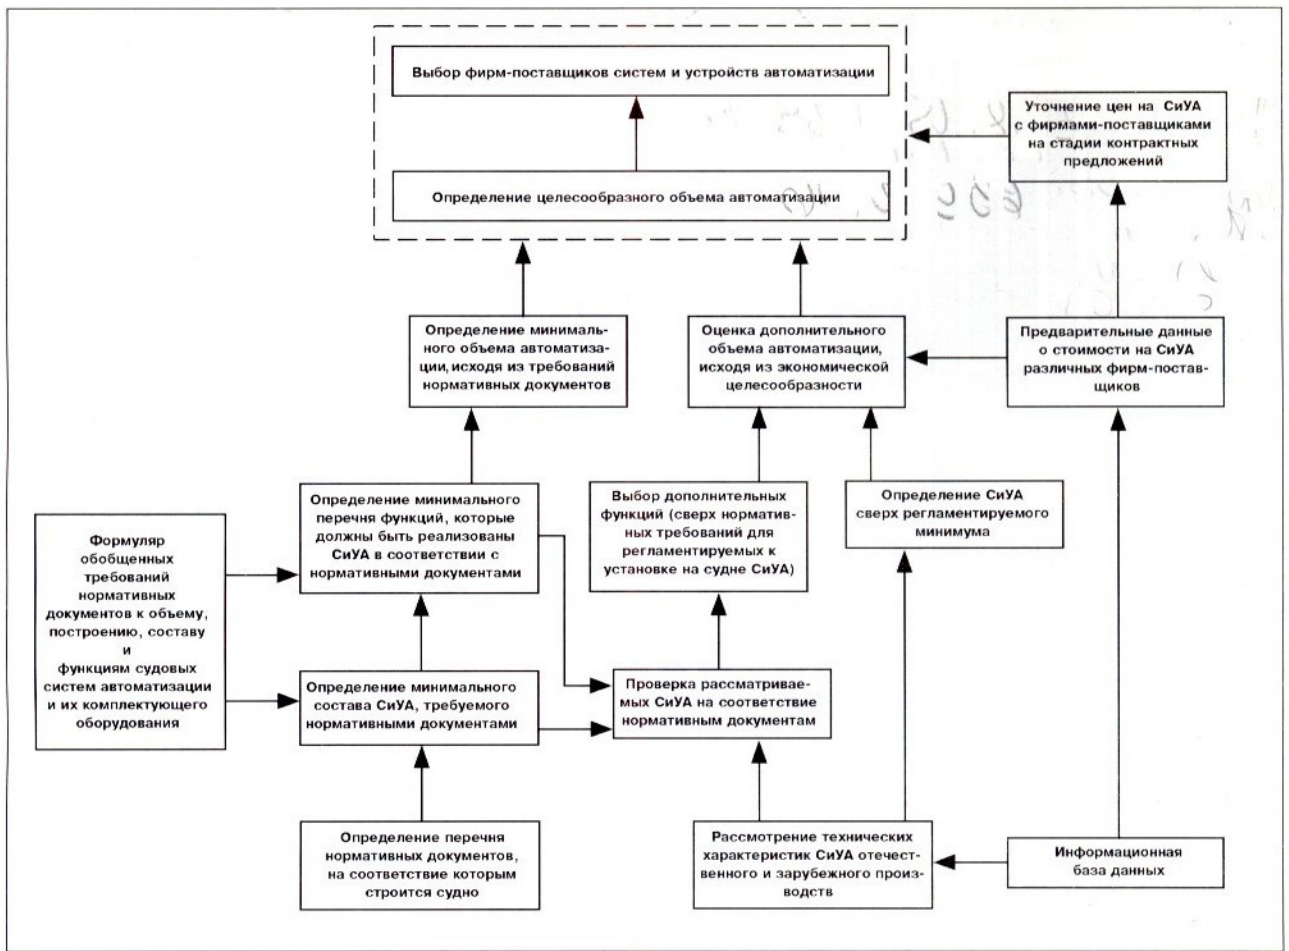 Выбор фирм-поставщиков систем и устройств автоматизации
Уточнение цен на СиУА
с фирмами-поставщиками
на стадии контрактных
предложений
Определение целесообразного объема автоматизации
Определение минималь-
ного объема автоматиза-
ции, исходя из требований
нормативных документов
Оценка дополнительного
объема автоматизации,
исходя из экономической
целесообразности
Предварительные данные
о стоимости на СиУА
различных фирм-постав-
щиков
Формуляр
обобщенных
требований
нормативных
документов к объему,
построению, составу
и
функциям судовых
систем автоматизации
и их комплектующего
оборудования
Определение минимального
перечня функций, которые
должны быть реализованы
СиУА в соответствии с
нормативными документами
Выбор дополнительных
функций (сверх норматив-
ных требований для
регламентируемых к
установке на судне СиУА)
Определение СиУА
сверх регламентируемого
минимума
Определение минимального
состава СиУА, требуемого
нормативными документами
Проверка рассматривае-
мых СиУА на соответствие
нормативным документам
Определение перечня
нормативных документов,
на соответствие которым
строится судно
Рассмотрение технических
характеристик СиУА отечест-
венного и зарубежного произ-
водств
Информационная
база данных